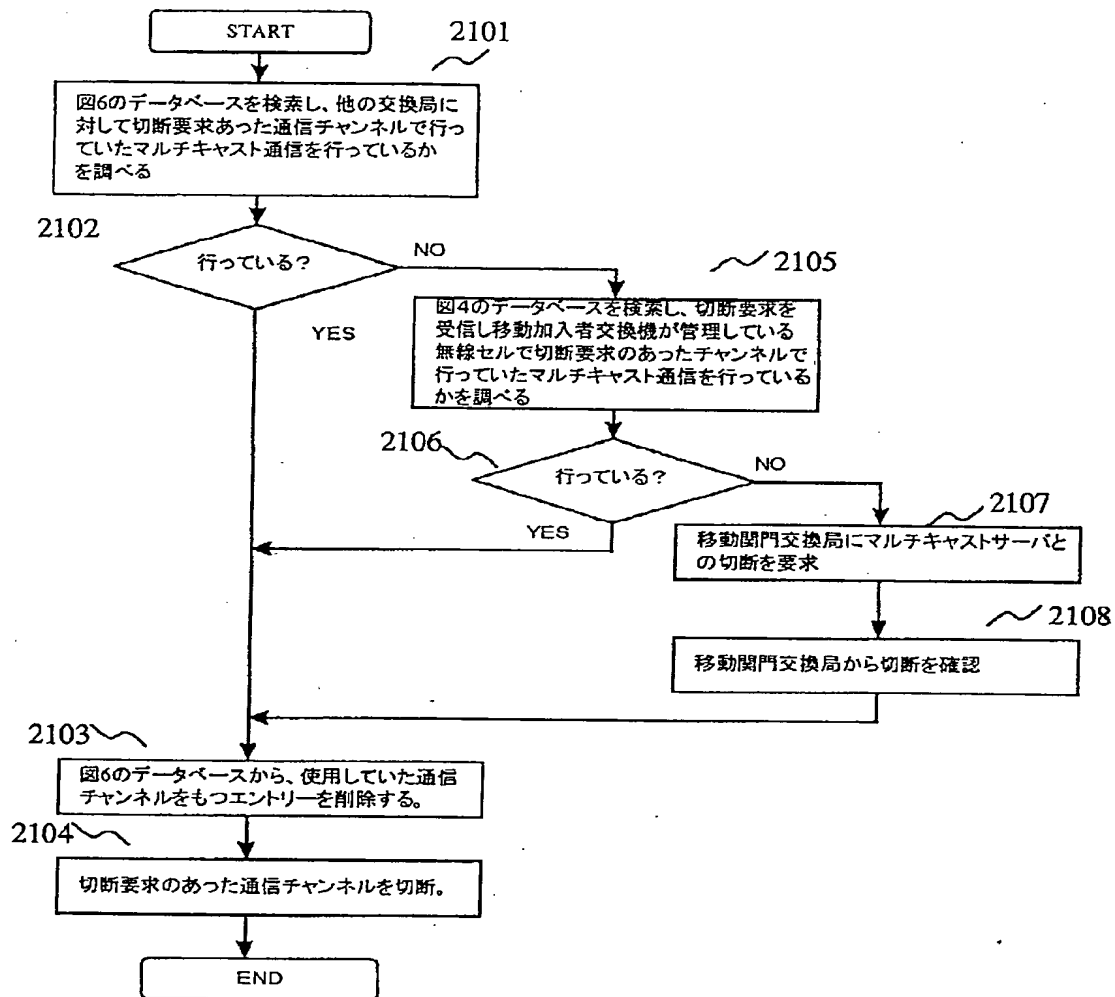 START
2101
図6のデータベースを検索し、他の交換局に
対して切断要求あった通信チャンネルで行っ
ていたマルチキャスト通信を行っているか
を調べる
2102
行っている?
NO
YES
2105
図4のデータベースを検索し、切断要求を
受信し移動加入者交換機が管理している
無線セルで切断要求のあったチャンネルで
行っていたマルチキャスト通信を行っている
かを調べる
2106
行っている?
NO
YES
2107
移動関門交換局にマルチキャストサーバと
の切断を要求
2108
移動関門交換局から切断を確認
2103
図6のデータベースから、使用していた通信
チャンネルをもつエントリーを削除する。
2104
切断要求のあった通信チャンネルを切断。
END